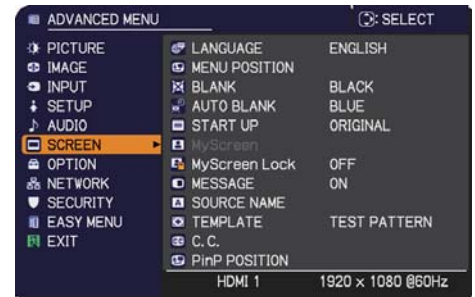 ADVANCED MENU : SELECT
PICTURE LANGUAGE ENGLISH
IMAGE MENU POSITION
INPUT BLANK BLACK
SETUP AUTO BLANK BLUE
AUDIO START UP ORIGINAL
SCREEN MyScreen
OPTION MyScreen Lock OFF
NETWORK MESSAGE ON
SECURITY SOURCE NAME
EASY MENU TEMPLATE TEST PATTERN
EXIT C.C.
PinP POSITION
HDMI 1 1920 x 1080 @60Hz